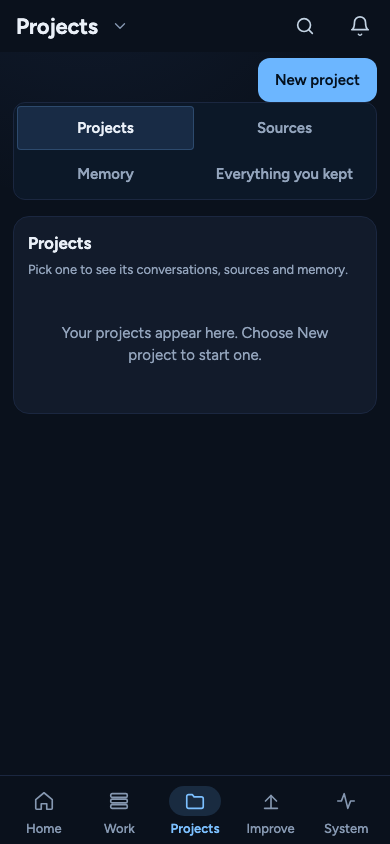 Projects
New project
Projects
Sources
Memory
Everything you kept
Projects
Pick one to see its conversations, sources and memory.
Your projects appear here. Choose New
project to start one.
Home
Work
Projects
Improve
System